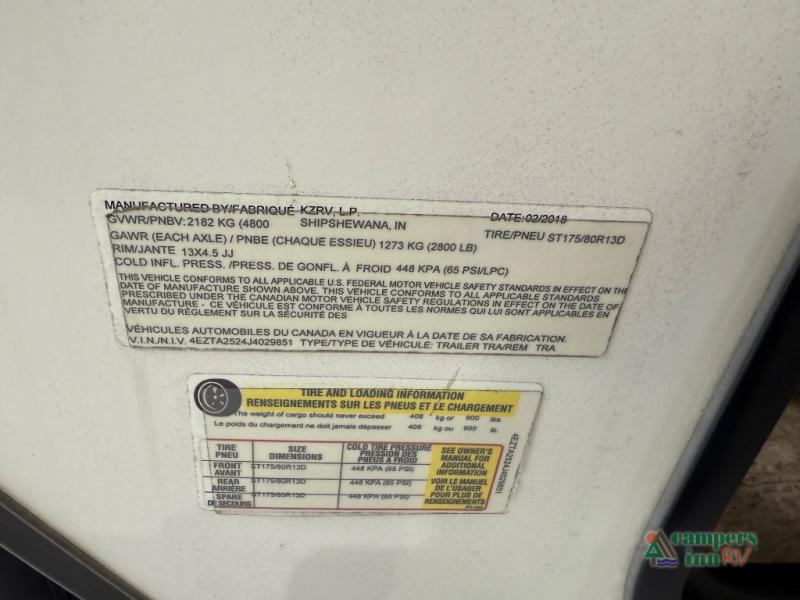 MANUFACTURED BY/FABRIQUÉ KZRV, L.P. DATE: 02/2018
GVWR/PNBV: 2182 KG (4800 SHIPSHEWANA, IN
GAWR (EACH AXLE) / PNBE (CHAQUE ESSIEU) 1273 KG (2800 LB) TIRE/PNEU ST175/80R13D
RIM/JANTE 13X4.5 JJ
COLD INFL. PRESS. /PRESS. DE GONFL. À FROID 448 KPA (65 PSI/LPC)
THIS VEHICLE CONFORMS TO ALL APPLICABLE U.S. FEDERAL MOTOR VEHICLE SAFETY STANDARDS IN EFFECT ON THE
DATE OF MANUFACTURE SHOWN ABOVE. THIS VEHICLE CONFORMS TO ALL APPLICABLE STANDARDS
PRESCRIBED UNDER THE CANADIAN MOTOR VEHICLE SAFETY REGULATIONS IN EFFECT ON THE DATE OF
MANUFACTURE - CE VÉHICULE EST CONFORME À TOUTES LES NORMES QUI LUI SONT APPLICABLES EN
VERTU DU RÉGLEMENT SUR LA SÉCURITÉ DES
VÉHICULES AUTOMOBILES DU CANADA EN VIGUEUR À LA DATE DE SA FABRICATION.
V.I.N./N.I.V. 4EZTA2524J4029851 TYPE/TYPE DE VÉHICULE: TRAILER TRA/REM TRA
TIRE AND LOADING INFORMATION
RENSEIGNEMENTS SUR LES PNEUS ET LE CHARGEMENT
The weight of cargo should never exceed 408 kg or 900 lbs.
Le poids du chargement ne doit jamais dépasser 408 kg ou 900 lb.
TIRE PNEU
SIZE DIMENSIONS
COLD TIRE PRESSURE
PRESSION DES
PNEUS A FROID
FRONT AVANT ST175/80R13D 448 KPA (65 PSI)
REAR ARRIÈRE ST175/80R13D 448 KPA (65 PSI)
SPARE DE SECOURS ST175/80R13D 448 KPA (65 PSI)
SEE OWNER'S
MANUAL FOR
ADDITIONAL
INFORMATION
VOIR LE MANUEL
DE L'USAGER
POUR PLUS DE
RENSEIGNEMENTS
4EZTA2524J4029851
campers
inn RV